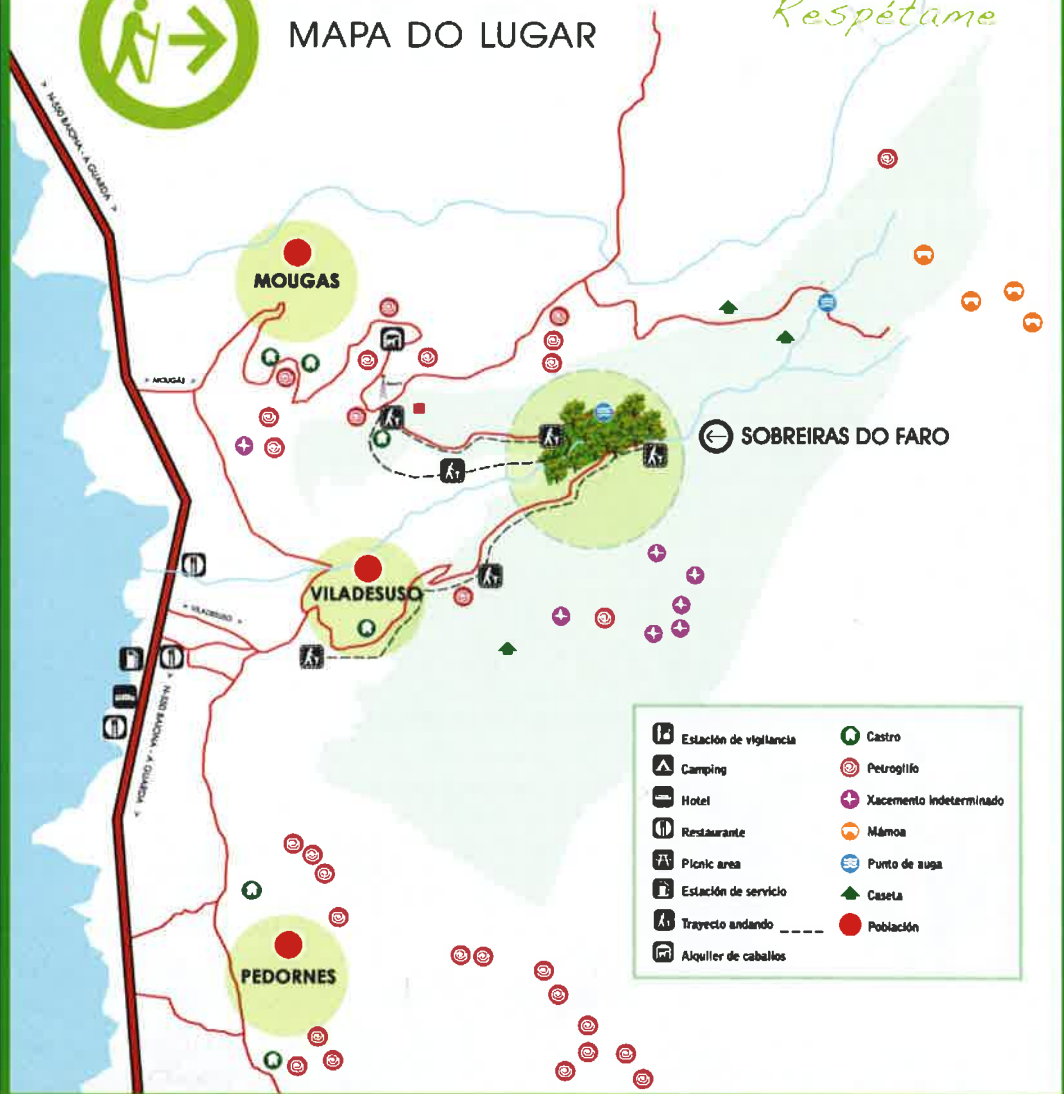 Respétame
MAPA DO LUGAR
> N-550 BAIONA - A GUARDA >
MOUGAS
> MOUGÁS >
SOBREIRAS DO FARO
VILADESUSO
> VILADESUSO >
> N-550 BAIONA - A GUARDA >
PEDORNES
Estación de vigilancia
Camping
Hotel
Restaurante
Picnic area
Estación de servicio
Trayecto andando
Alquiler de caballos
Castro
Petroglifo
Xacemento indeterminado
Mámoa
Punto de auga
Caseta
Población